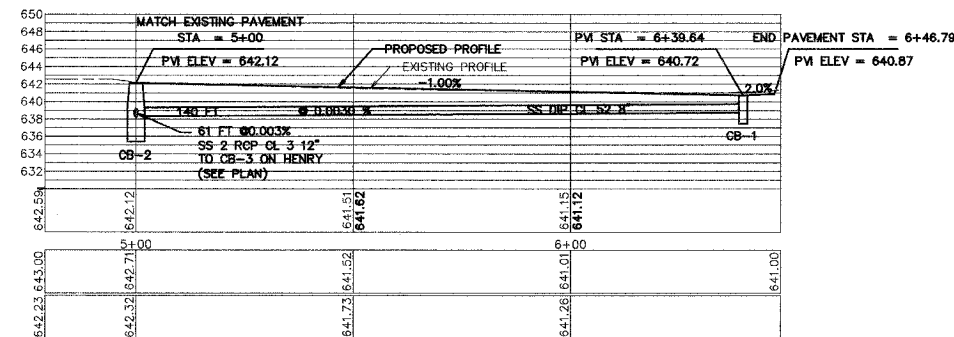 650
648
646
644
642
640
638
636
634
632
MATCH EXISTING PAVEMENT
STA = 5+00
PVI ELEV = 642.12
PROPOSED PROFILE
EXISTING PROFILE
-1.00%
PVI STA = 6+39.64
PVI ELEV = 640.72
END PAVEMENT STA = 6+46.79
PVI ELEV = 640.87
2.0%
140 FT @ 0.0030 % SS DIP CL 52 8"
61 FT @0.003%
SS 2 RCP CL 3 12"
TO CB-3 ON HENRY
(SEE PLAN)
CB-2
CB-1
642.59 642.12 641.51 641.62 641.15 641.12
5+00 6+00
643.00 642.71 641.52 641.01 641.00
642.23 642.32 641.73 641.26